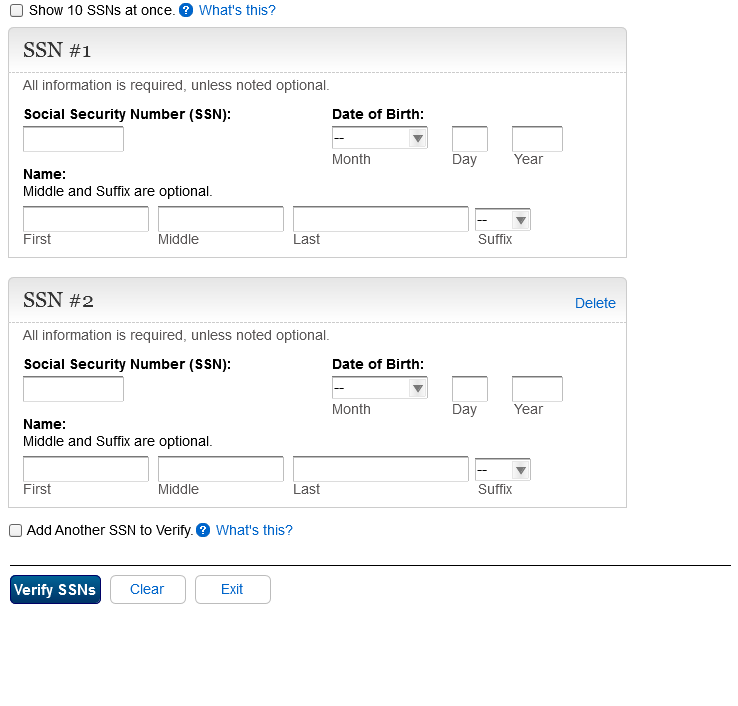 Show 10 SSNs at once. ? What's this?
SSN #1
All information is required, unless noted optional.
Social Security Number (SSN): Date of Birth:
--
Month Day Year
Name:
Middle and Suffix are optional.
--
First Middle Last Suffix
SSN #2 Delete
All information is required, unless noted optional.
Social Security Number (SSN): Date of Birth:
--
Month Day Year
Name:
Middle and Suffix are optional.
--
First Middle Last Suffix
Add Another SSN to Verify. ? What's this?
Verify SSNs Clear Exit